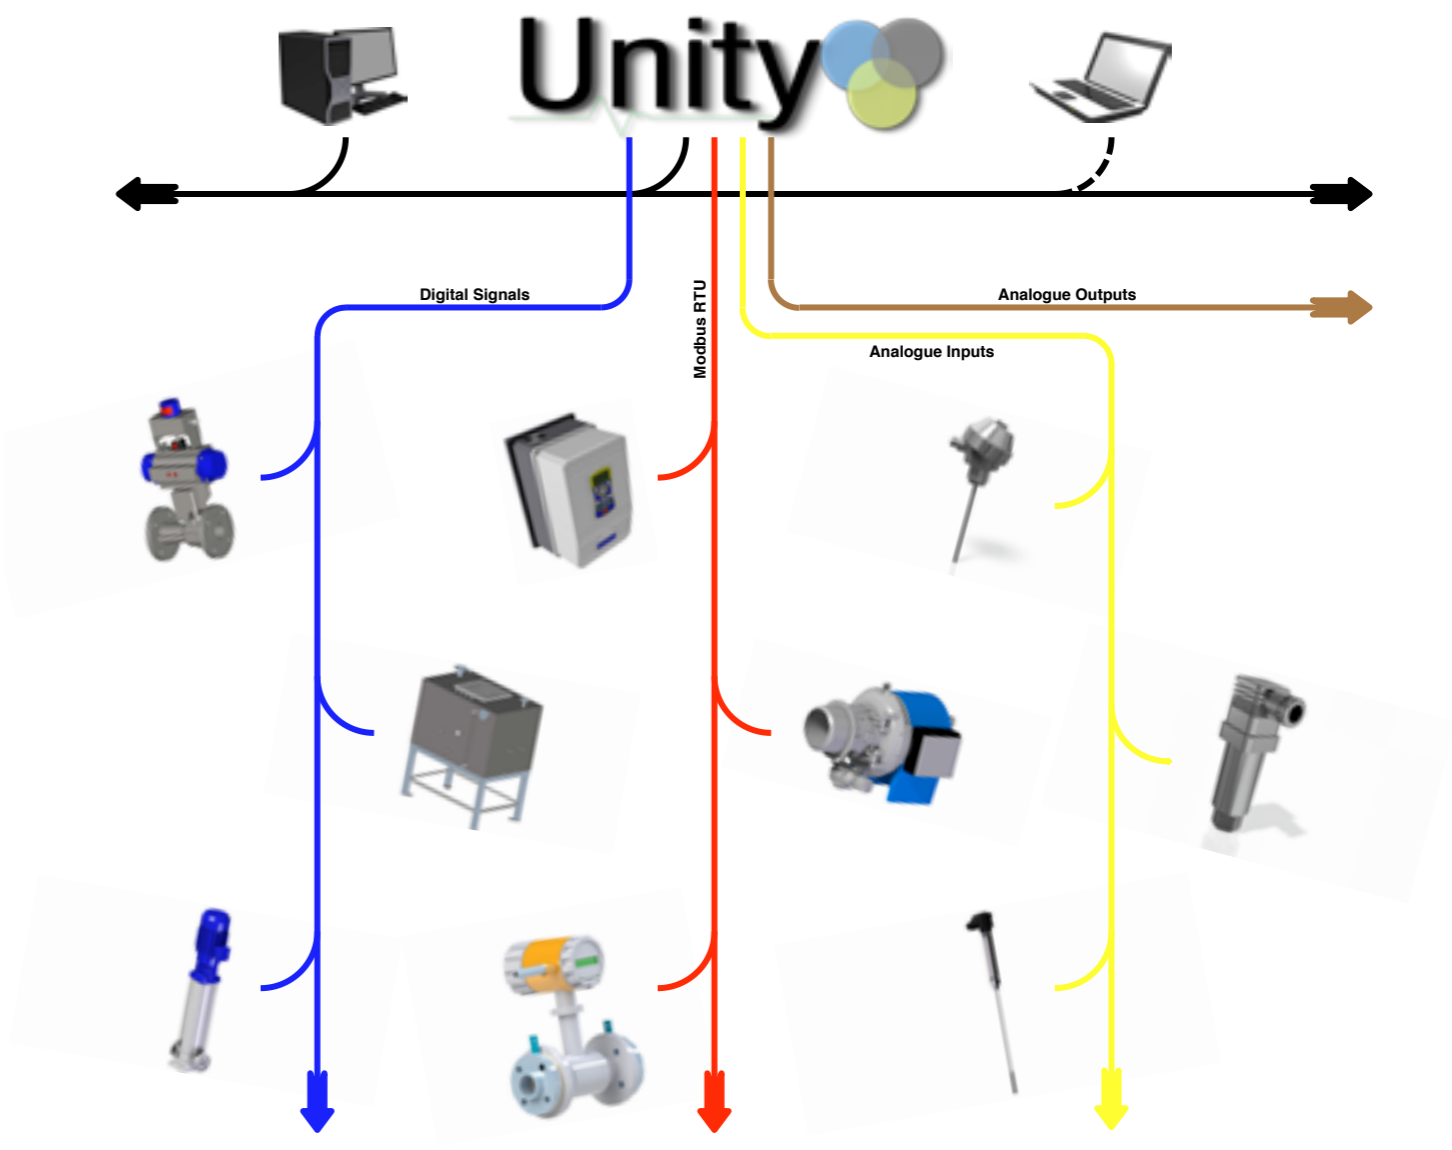 Unity
Digital Signals
Modbus RTU
Analogue Outputs
Analogue Inputs